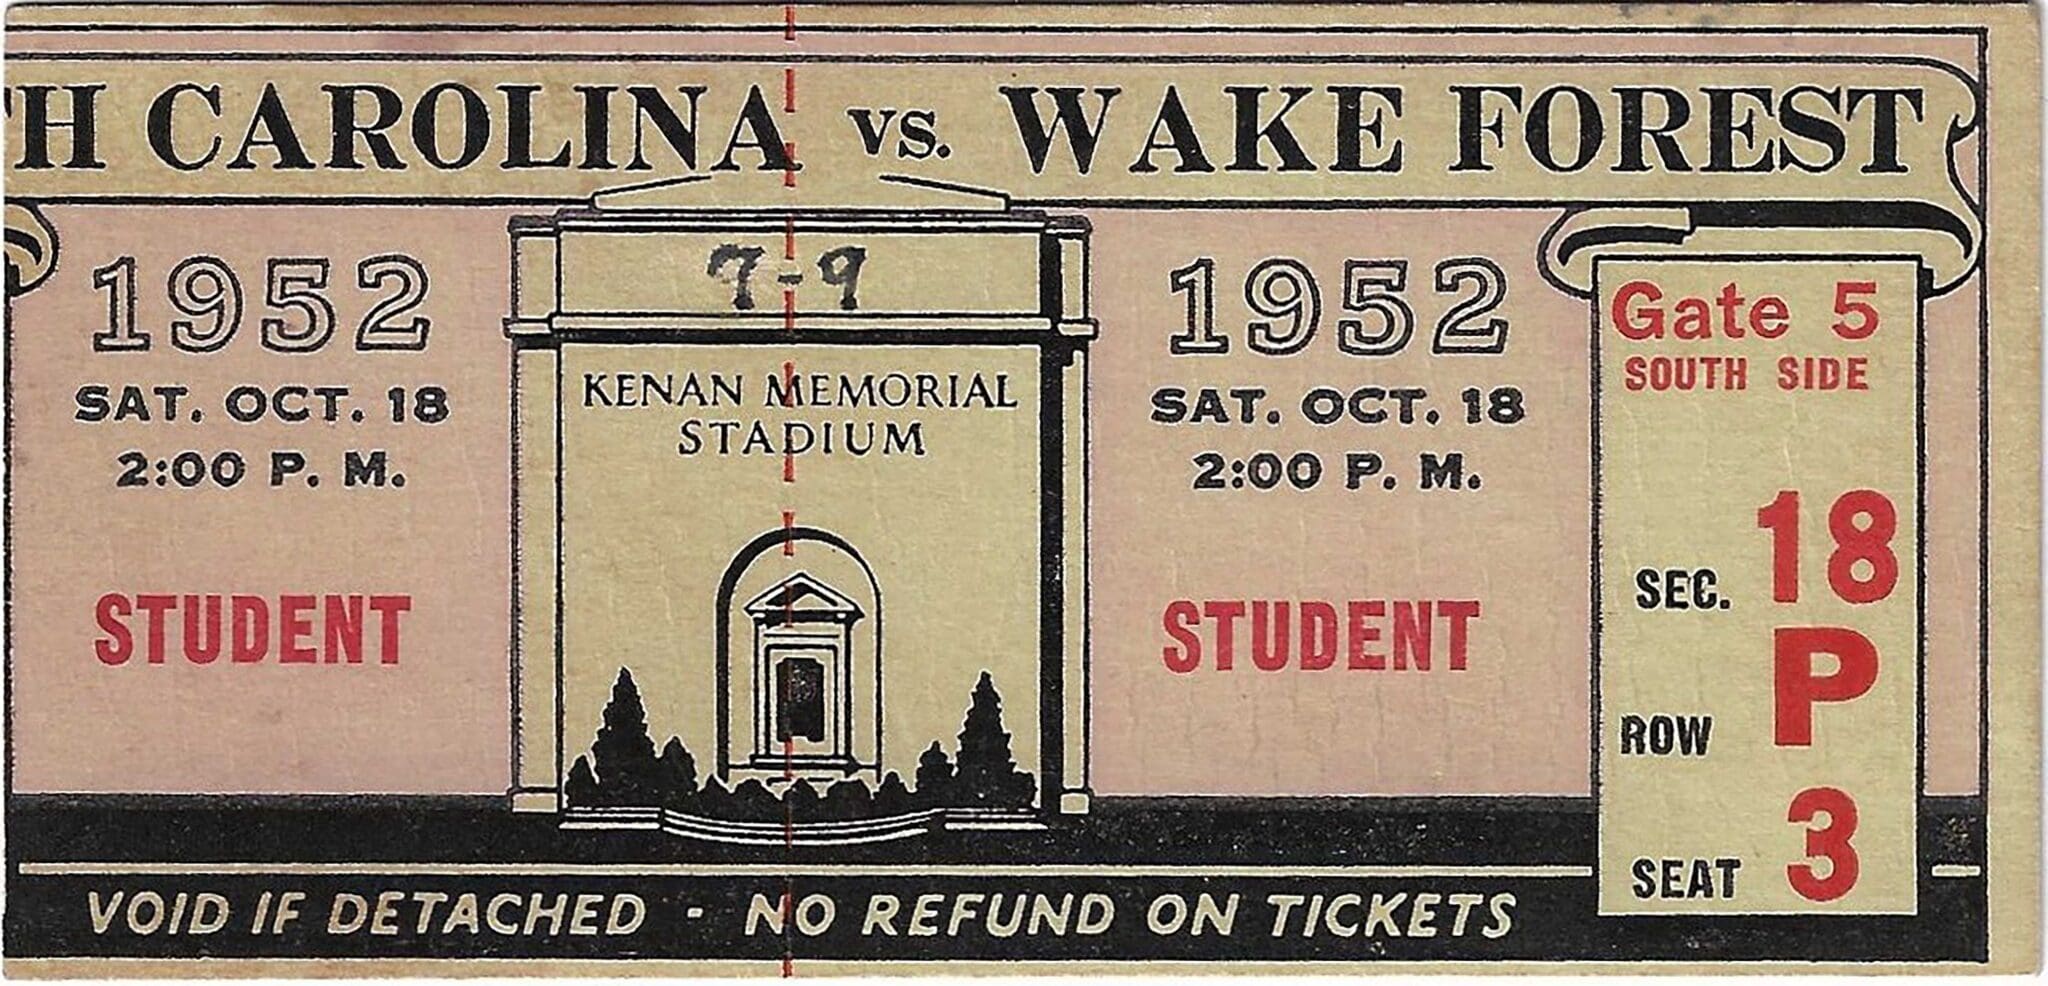 TH CAROLINA vs. WAKE FOREST
7-9
1952
SAT. OCT. 18
2:00 P. M.
STUDENT
KENAN MEMORIAL
STADIUM
1952
SAT. OCT. 18
2:00 P. M.
STUDENT
Gate 5
SOUTH SIDE
SEC. 18
ROW P
SEAT 3
VOID IF DETACHED - NO REFUND ON TICKETS